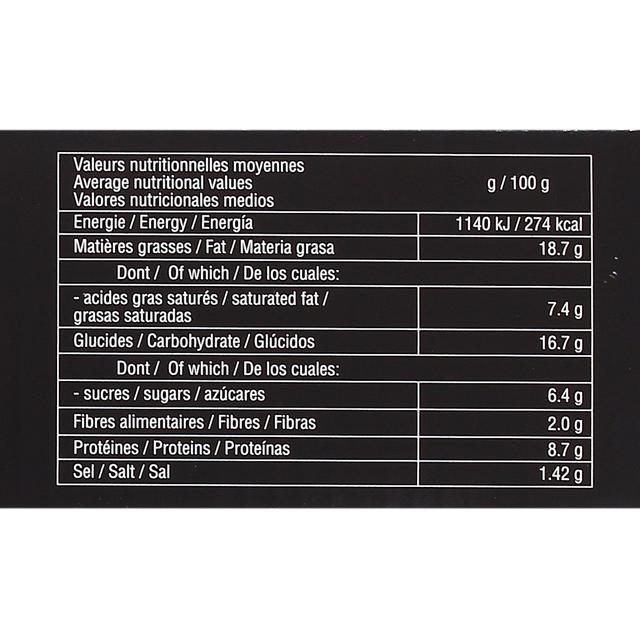 Valeurs nutritionnelles moyennes
Average nutritional values
Valores nutricionales medios
g / 100 g
Energie / Energy / Energía 1140 kJ / 274 kcal
Matières grasses / Fat / Materia grasa 18.7 g
Dont / Of which / De los cuales:
- acides gras saturés / saturated fat /
grasas saturadas 7.4 g
Glucides / Carbohydrate / Glúcidos 16.7 g
Dont / Of which / De los cuales:
- sucres / sugars / azúcares 6.4 g
Fibres alimentaires / Fibres / Fibras 2.0 g
Protéines / Proteins / Proteínas 8.7 g
Sel / Salt / Sal 1.42 g